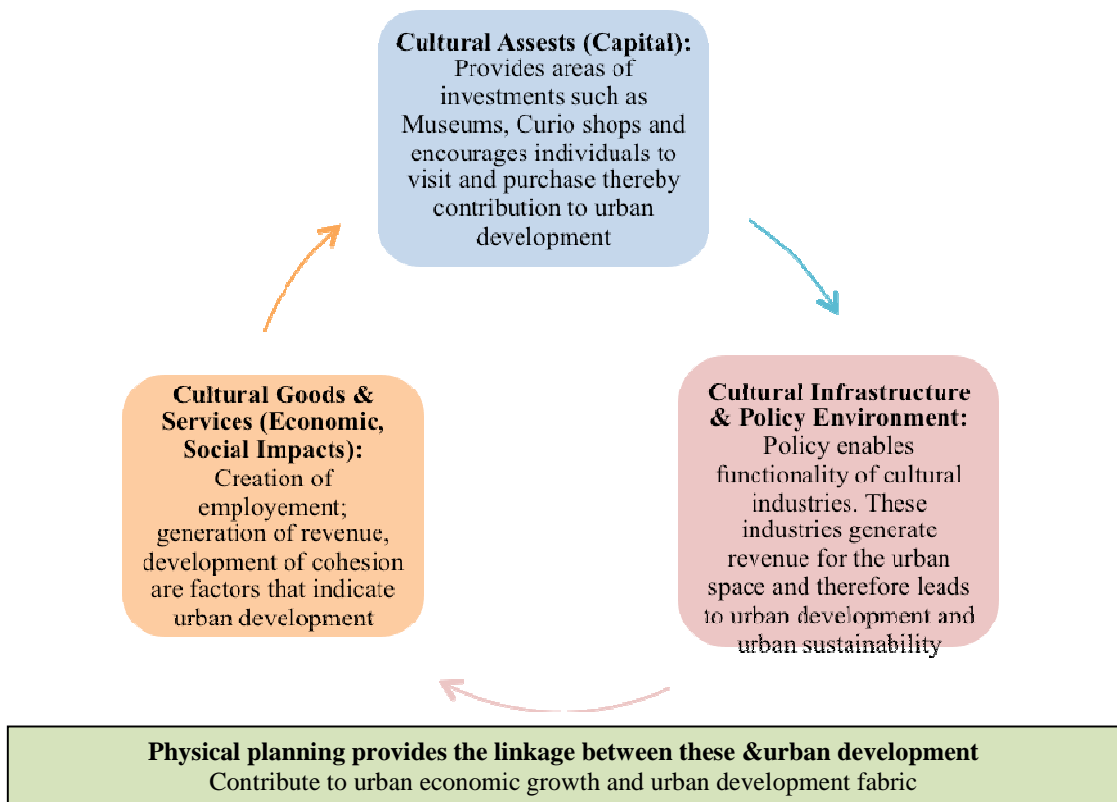 Cultural Assests (Capital):
Provides areas of
investments such as
Museums, Curio shops and
encourages individuals to
visit and purchase thereby
contribution to urban
development
Cultural Goods &
Services (Economic,
Social Impacts):
Creation of
employement;
generation of revenue,
development of cohesion
are factors that indicate
urban development
Cultural Infrastructure
& Policy Environment:
Policy enables
functionality of cultural
industries. These
industries generate
revenue for the urban
space and therefore leads
to urban development and
urban sustainability
Physical planning provides the linkage between these &urban development
Contribute to urban economic growth and urban development fabric